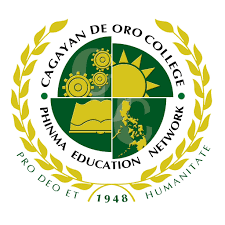 • CAGAYAN DE ORO COLLEGE •
PHINMA EDUCATION NETWORK
PRO DEO ET HUMANITATE
1948